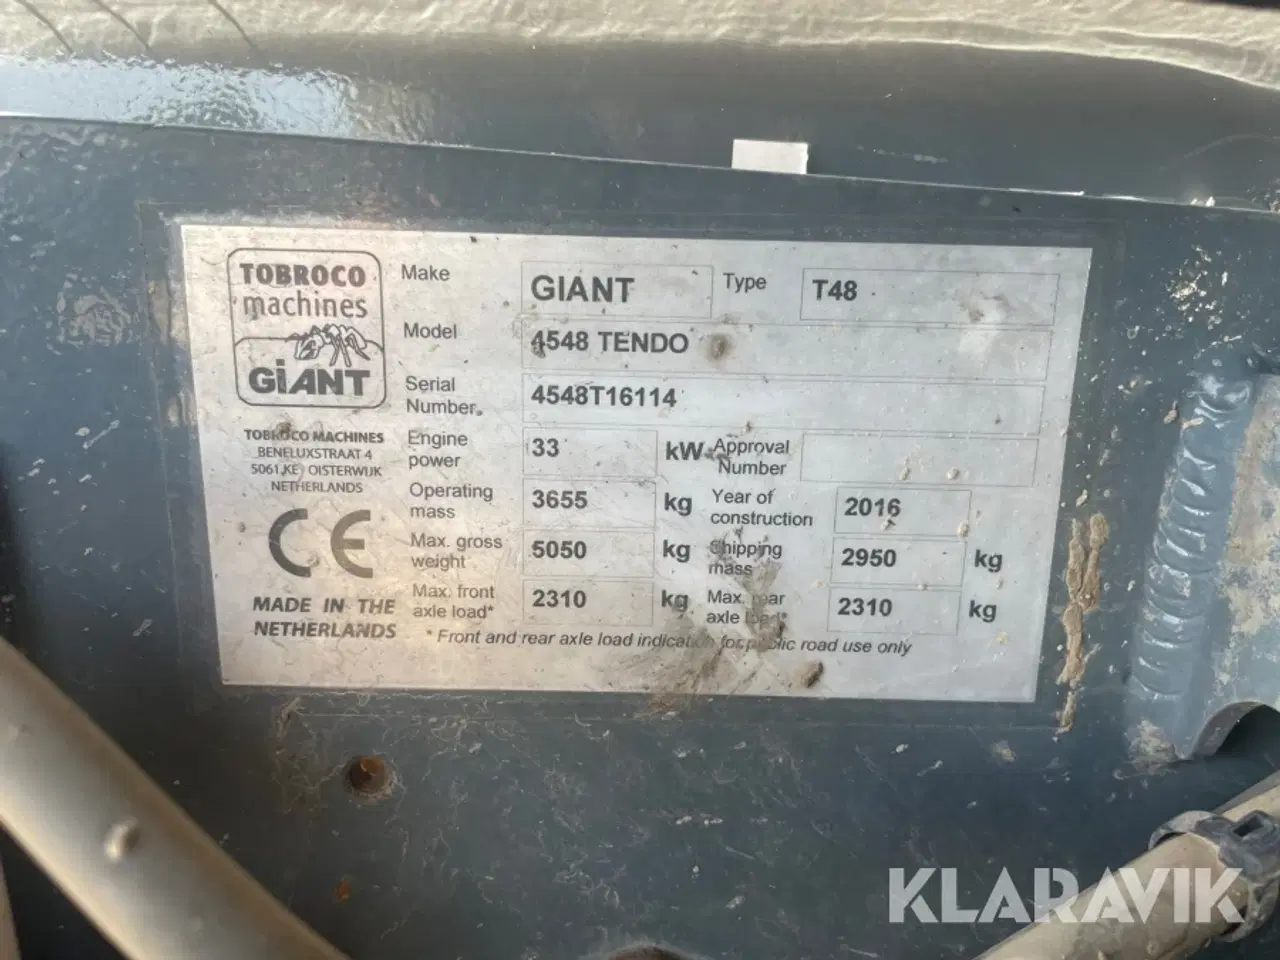 TOBROCO
machines
GiANT
TOBROCO MACHINES
BENELUXSTRAAT 4
5061 KE OISTERWIJK
NETHERLANDS
CE
MADE IN THE
NETHERLANDS
Make GIANT Type T48
Model 4548 TENDO
Serial Number. 4548T16114
Engine power 33 kW Approval Number
Operating mass 3655 kg Year of construction 2016
Max. gross weight 5050 kg Shipping mass 2950 kg
Max. front axle load* 2310 kg Max. rear axle load* 2310 kg
* Front and rear axle load indication for public road use only
KLARAVIK